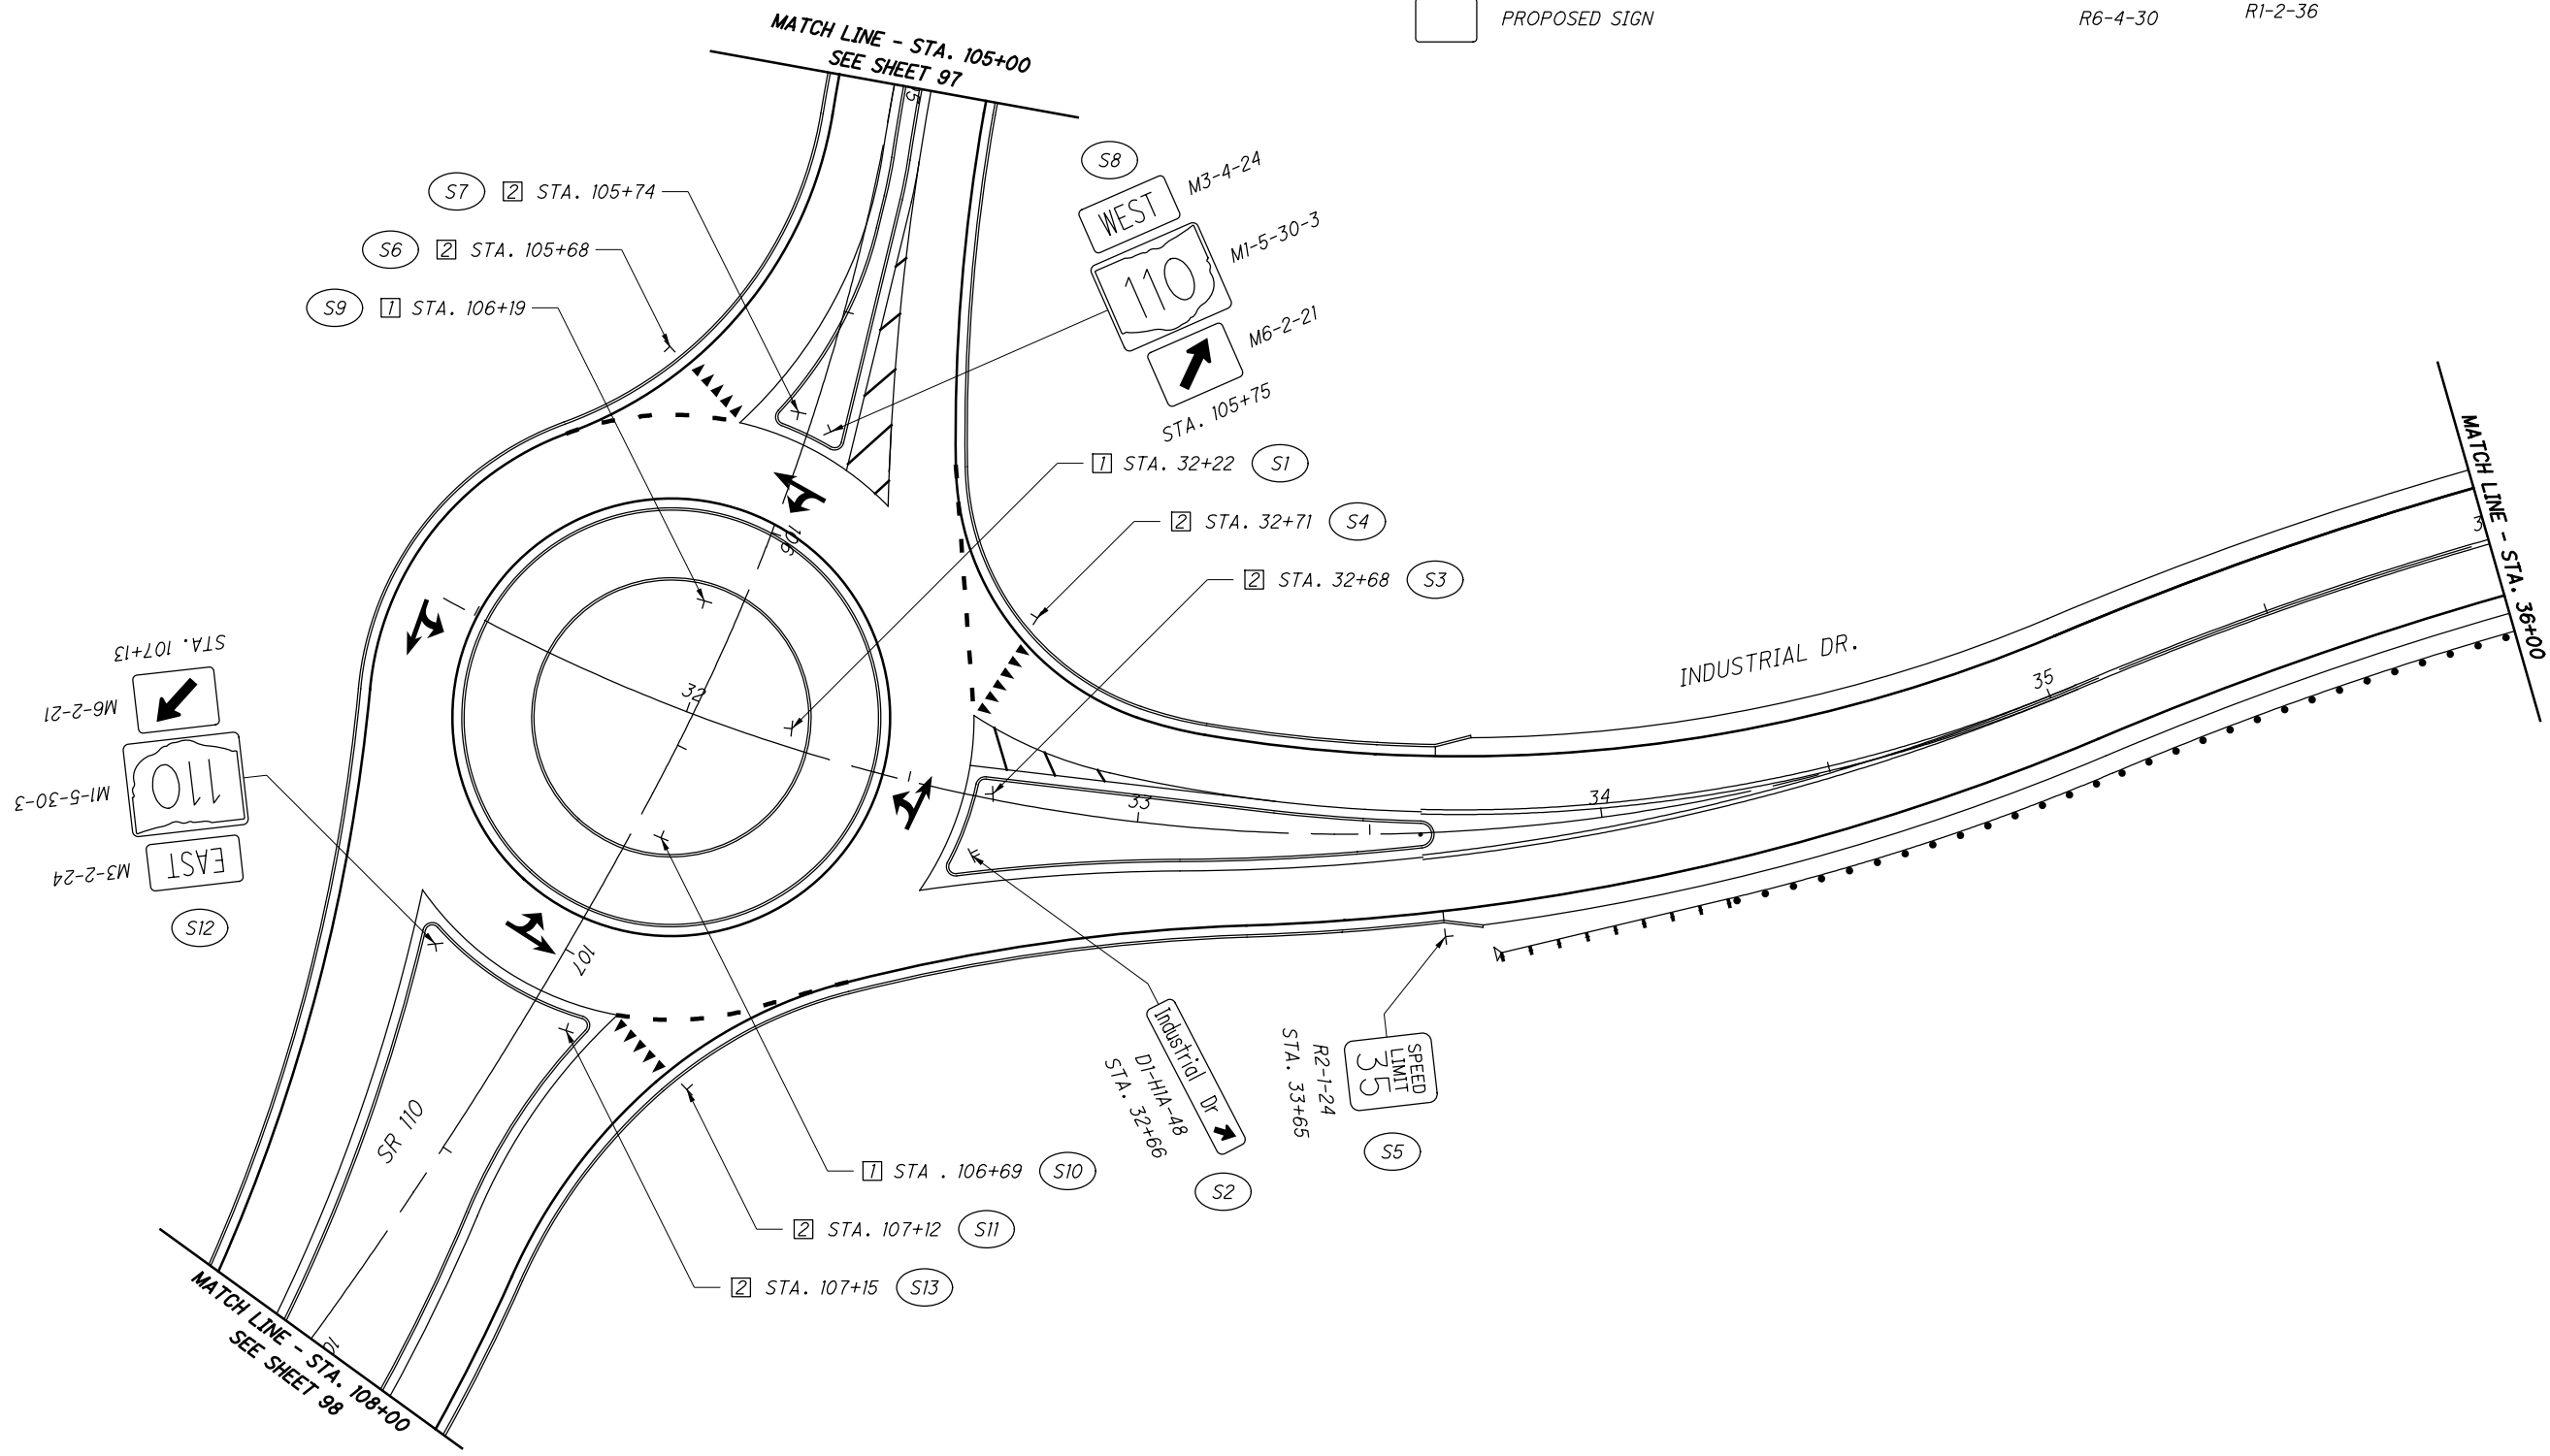 PROPOSED SIGN
R6-4-30
R1-2-36
MATCH LINE - STA. 105+00
SEE SHEET 97
S7 2 STA. 105+74
S6 2 STA. 105+68
S9 1 STA. 106+19
S8
WEST M3-4-24
110 M1-5-30-3
M6-2-21
STA. 105+75
1 STA. 32+22 S1
2 STA. 32+71 S4
2 STA. 32+68 S3
MATCH LINE - STA. 36+00
INDUSTRIAL DR.
106
32
33
34
35
107
STA. 107+13
M6-2-21
110 M1-5-30-3
EAST M3-2-24
S12
SR 110
Industrial Dr
D1-H1A-48
STA. 32+66
S2
SPEED
LIMIT
35
R2-1-24
STA. 33+65
S5
1 STA . 106+69 S10
2 STA. 107+12 S11
2 STA. 107+15 S13
MATCH LINE - STA. 108+00
SEE SHEET 98